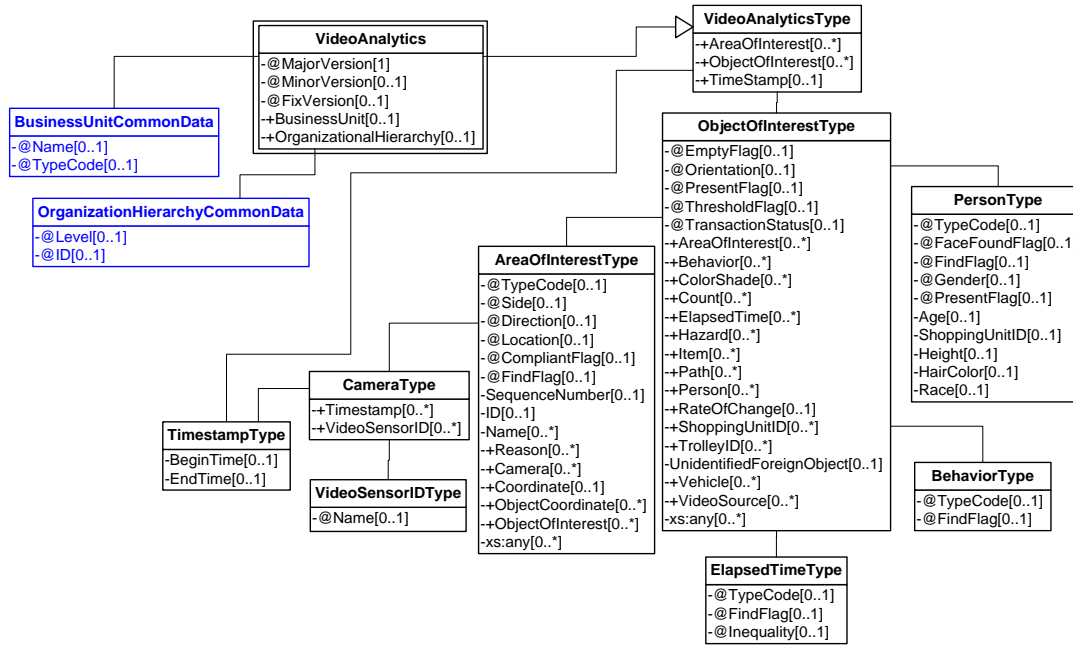 VideoAnalytics
-@MajorVersion[1]
-@MinorVersion[0..1]
-@FixVersion[0..1]
-+BusinessUnit[0..1]
-+OrganizationalHierarchy[0..1]
VideoAnalyticsType
-+AreaOfInterest[0..*]
-+ObjectOfInterest[0..*]
-+TimeStamp[0..1]
BusinessUnitCommonData
-@Name[0..1]
-@TypeCode[0..1]
OrganizationHierarchyCommonData
-@Level[0..1]
-@ID[0..1]
ObjectOfInterestType
-@EmptyFlag[0..1]
-@Orientation[0..1]
-@PresentFlag[0..1]
-@ThresholdFlag[0..1]
-@TransactionStatus[0..1]
-+AreaOfInterest[0..*]
-+Behavior[0..*]
-+ColorShade[0..*]
-+Count[0..*]
-+ElapsedTime[0..*]
-+Hazard[0..*]
-+Item[0..*]
-+Path[0..*]
-+Person[0..*]
-+RateOfChange[0..1]
-+ShoppingUnitID[0..*]
-+TrolleyID[0..*]
-UnidentifiedForeignObject[0..1]
-+Vehicle[0..*]
-+VideoSource[0..*]
-xs:any[0..*]
PersonType
-@TypeCode[0..1]
-@FaceFoundFlag[0..1]
-@FindFlag[0..1]
-@Gender[0..1]
-@PresentFlag[0..1]
-Age[0..1]
-ShoppingUnitID[0..1]
-Height[0..1]
-HairColor[0..1]
-Race[0..1]
AreaOfInterestType
-@TypeCode[0..1]
-@Side[0..1]
-@Direction[0..1]
-@Location[0..1]
-@CompliantFlag[0..1]
-@FindFlag[0..1]
-SequenceNumber[0..1]
-ID[0..1]
-Name[0..*]
-+Reason[0..*]
-+Camera[0..*]
-+Coordinate[0..1]
-+ObjectCoordinate[0..*]
-+ObjectOfInterest[0..*]
-xs:any[0..*]
CameraType
-+Timestamp[0..*]
-+VideoSensorID[0..*]
TimestampType
-BeginTime[0..1]
-EndTime[0..1]
VideoSensorIDType
-@Name[0..1]
BehaviorType
-@TypeCode[0..1]
-@FindFlag[0..1]
ElapsedTimeType
-@TypeCode[0..1]
-@FindFlag[0..1]
-@Inequality[0..1]